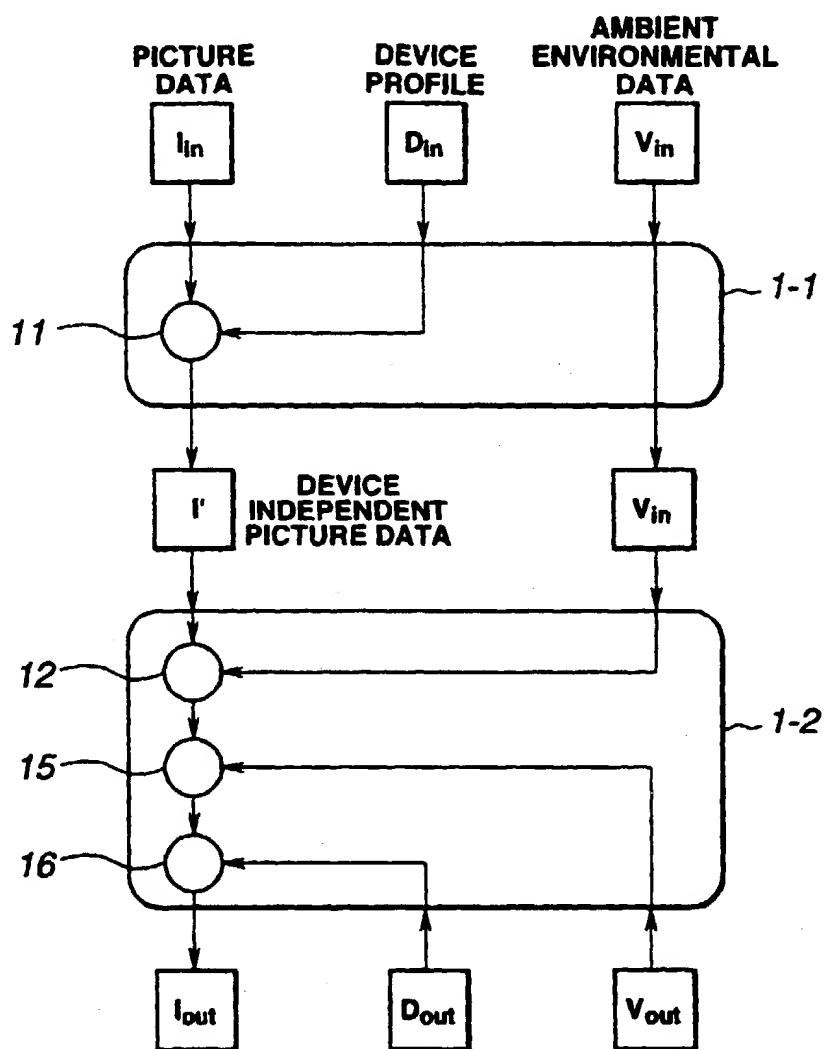 PICTURE
DATA
DEVICE
PROFILE
AMBIENT
ENVIRONMENTAL
DATA
Iin
Din
Vin
1-1
11
I'
DEVICE
INDEPENDENT
PICTURE DATA
Vin
12
1-2
15
16
Iout
Dout
Vout